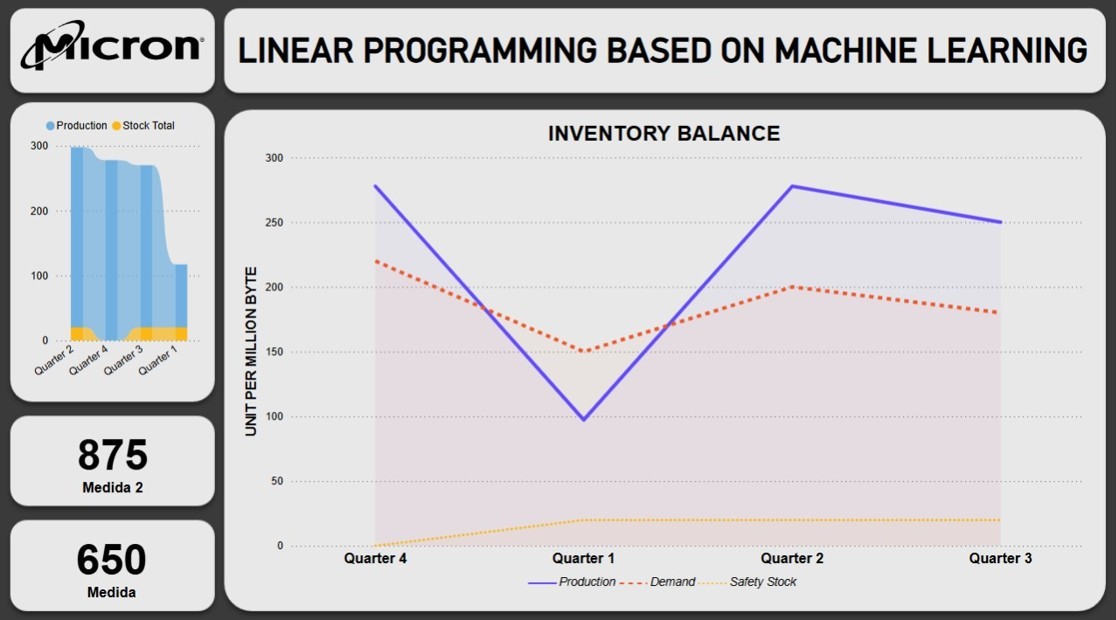 Micron®
LINEAR PROGRAMMING BASED ON MACHINE LEARNING
Production Stock Total
300
200
100
0
Quarter 2 Quarter 4 Quarter 3 Quarter 1
875
Medida 2
650
Medida
INVENTORY BALANCE
UNIT PER MILLION BYTE
300
250
200
150
100
50
0
Quarter 4 Quarter 1 Quarter 2 Quarter 3
Production Demand Safety Stock